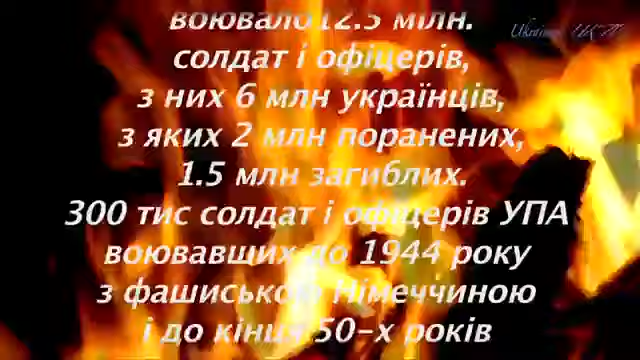 воювало 12.5 млн.
солдат і офіцерів,
з них 6 млн українців,
з яких 2 млн поранених,
1.5 млн загиблих.
300 тис солдат і офіцерів УПА
воювавших до 1944 року
з фашиською Німеччиною
і до кінця 50-х років